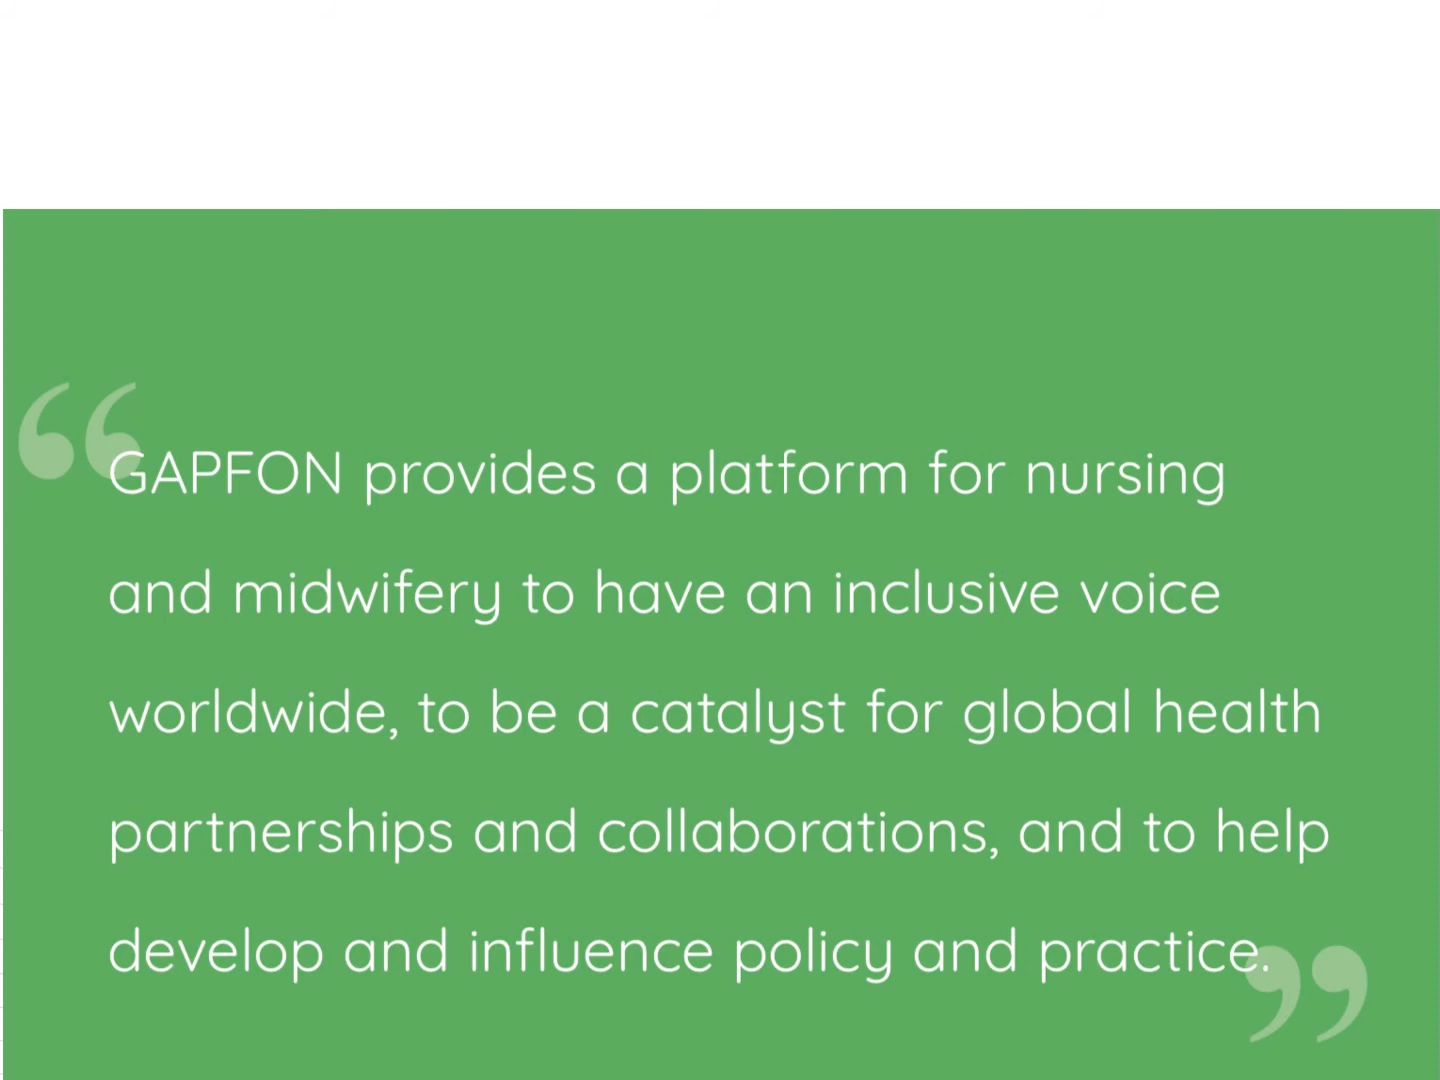 “GAPFON provides a platform for nursing
and midwifery to have an inclusive voice
worldwide, to be a catalyst for global health
partnerships and collaborations, and to help
develop and influence policy and practice.”